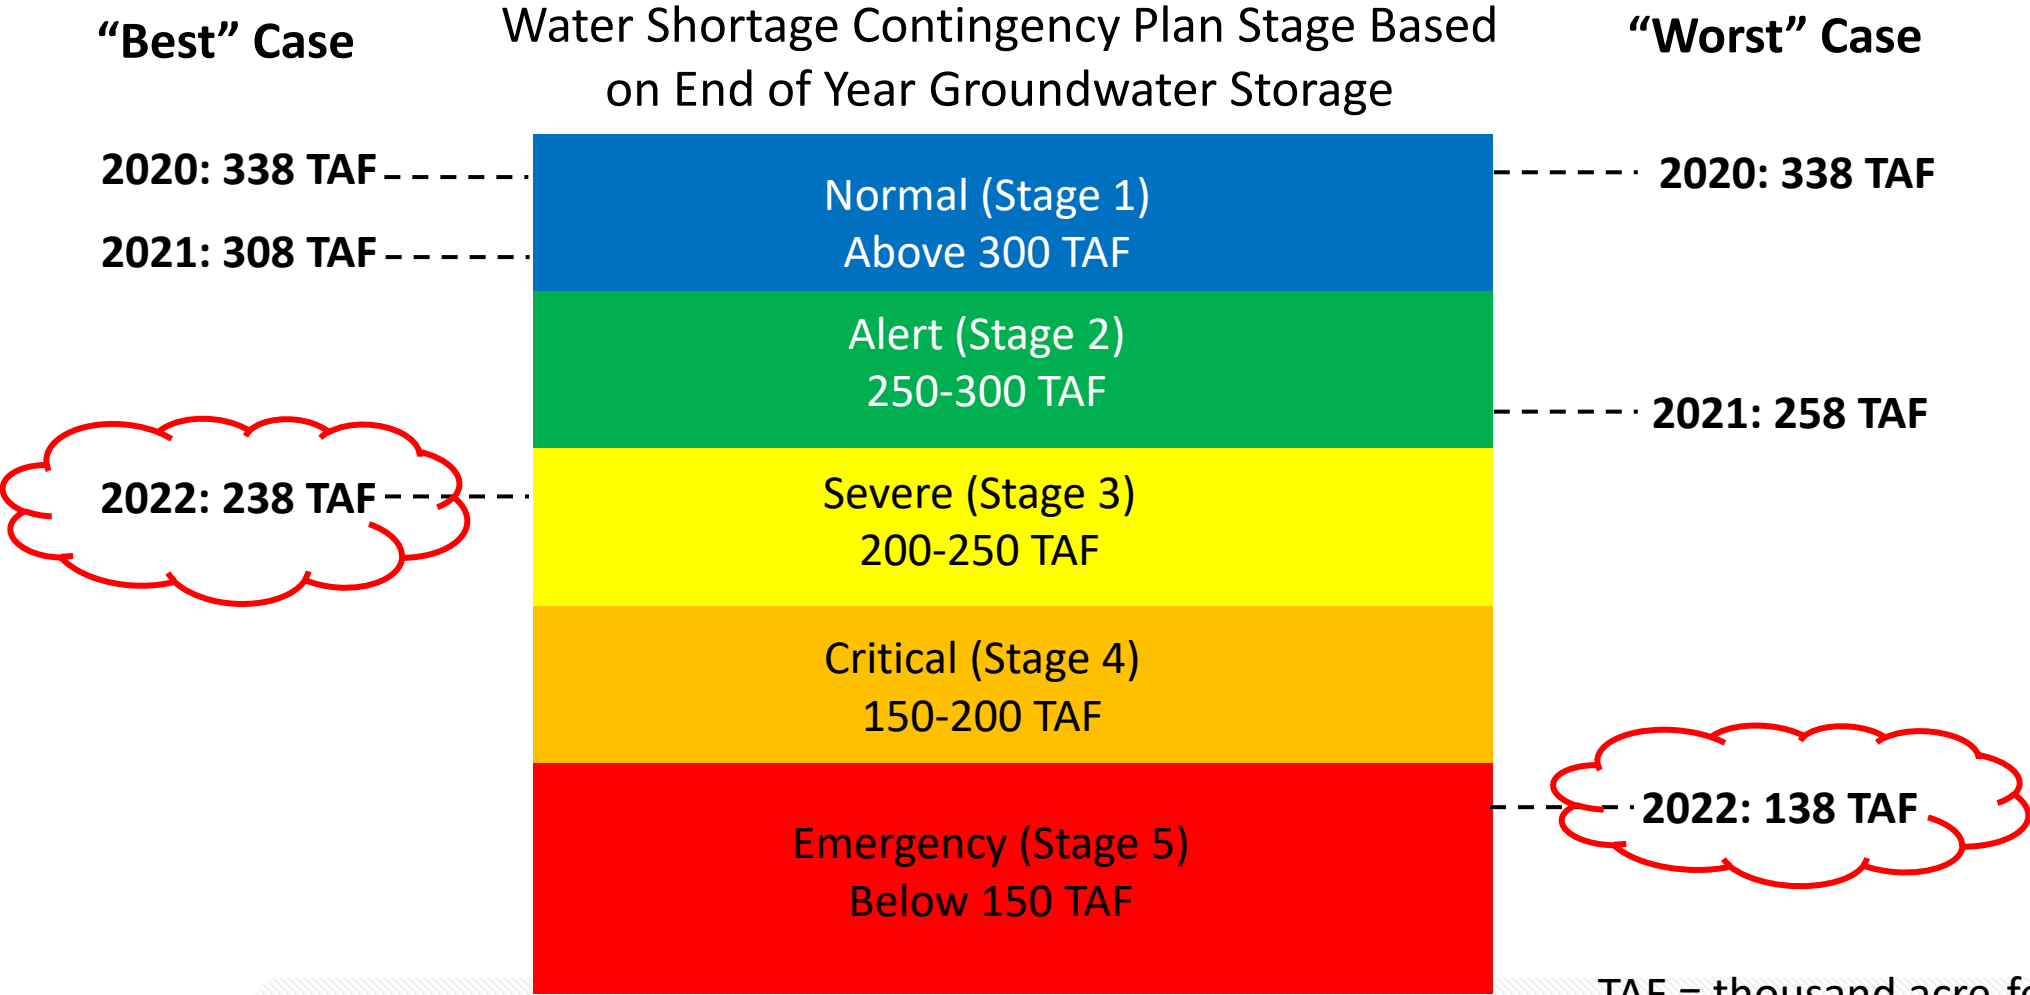 “Best” Case
Water Shortage Contingency Plan Stage Based
on End of Year Groundwater Storage
“Worst” Case
2020: 338 TAF
2021: 308 TAF
2022: 238 TAF
Normal (Stage 1)
Above 300 TAF
Alert (Stage 2)
250-300 TAF
Severe (Stage 3)
200-250 TAF
Critical (Stage 4)
150-200 TAF
Emergency (Stage 5)
Below 150 TAF
2020: 338 TAF
2021: 258 TAF
2022: 138 TAF
TAF = thousand acre-fe